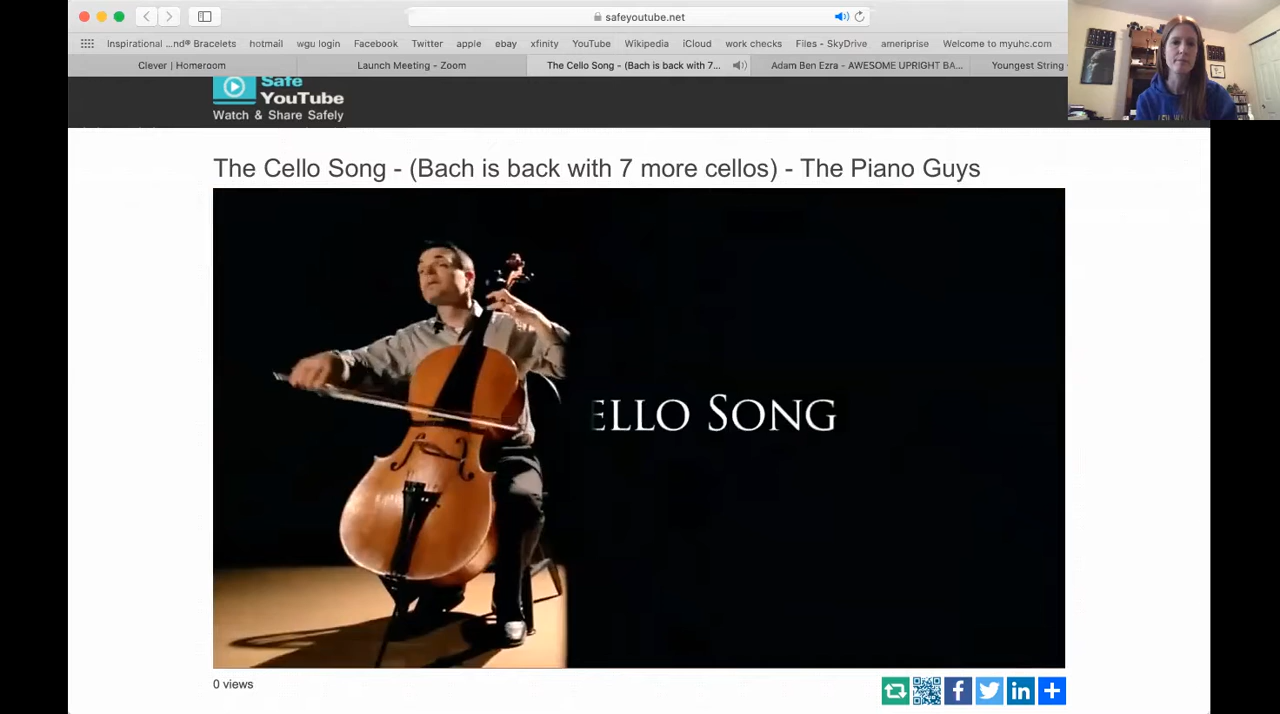 safeyoutube.net
Inspirational ...nd® Bracelets hotmail wgu login Facebook Twitter apple ebay xfinity YouTube Wikipedia iCloud work checks Files - SkyDrive ameriprise Welcome to myuhc.com
Clever | Homeroom Launch Meeting - Zoom The Cello Song - (Bach is back with 7... Adam Ben Ezra - AWESOME UPRIGHT BA... Youngest String
Safe
YouTube
Watch & Share Safely
The Cello Song - (Bach is back with 7 more cellos) - The Piano Guys
ELLO SONG
0 views
f in